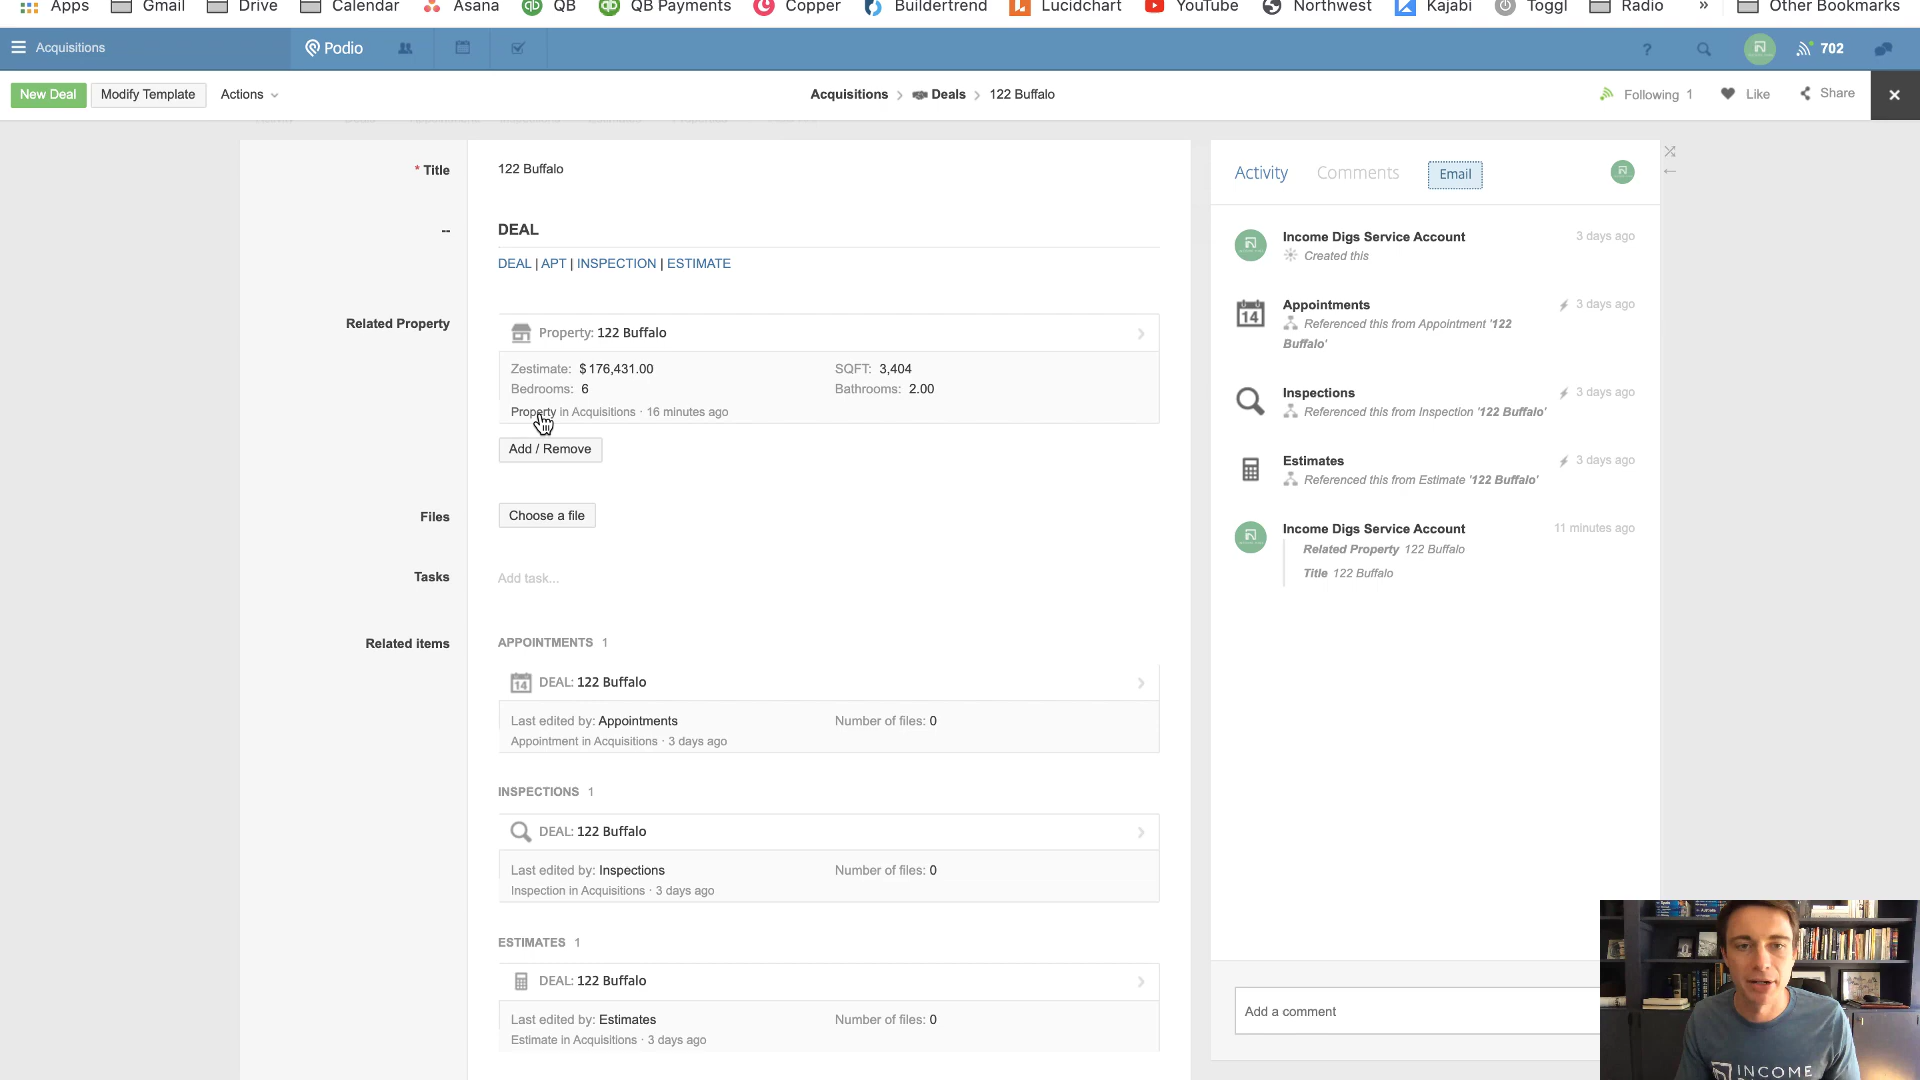 Apps Gmail Drive Calendar Asana QB QB Payments Copper Buildertrend Lucidchart YouTube Northwest Kajabi Toggl Radio » Other Bookmarks
Acquisitions Podio ? 702
New Deal Modify Template Actions Acquisitions > Deals > 122 Buffalo Following 1 Like Share
* Title 122 Buffalo
-- DEAL
DEAL | APT | INSPECTION | ESTIMATE
Related Property
Property: 122 Buffalo
Zestimate: $176,431.00 SQFT: 3,404
Bedrooms: 6 Bathrooms: 2.00
Property in Acquisitions · 16 minutes ago
Add / Remove
Files Choose a file
Tasks Add task...
Related items APPOINTMENTS 1
14 DEAL: 122 Buffalo
Last edited by: Appointments Number of files: 0
Appointment in Acquisitions · 3 days ago
INSPECTIONS 1
DEAL: 122 Buffalo
Last edited by: Inspections Number of files: 0
Inspection in Acquisitions · 3 days ago
ESTIMATES 1
DEAL: 122 Buffalo
Last edited by: Estimates Number of files: 0
Estimate in Acquisitions · 3 days ago
Activity Comments Email
Income Digs Service Account 3 days ago
Created this
14 Appointments 3 days ago
Referenced this from Appointment '122
Buffalo'
Inspections 3 days ago
Referenced this from Inspection '122 Buffalo'
Estimates 3 days ago
Referenced this from Estimate '122 Buffalo'
Income Digs Service Account 11 minutes ago
Related Property 122 Buffalo
Title 122 Buffalo
Add a comment
INCOME